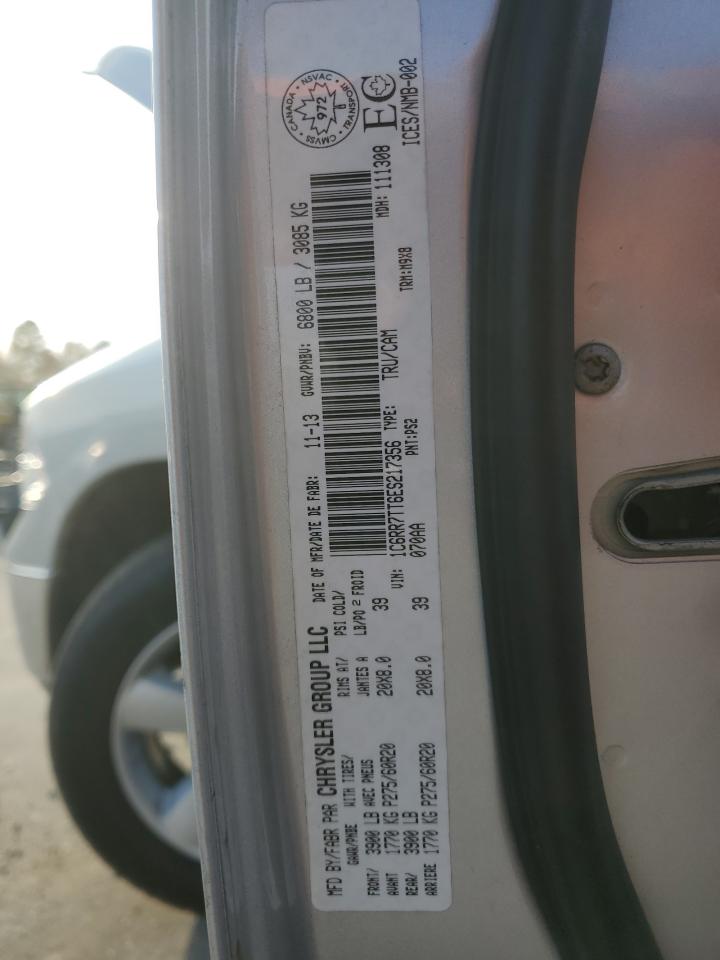 MFD BY/FABR PAR CHRYSLER GROUP LLC
DATE OF MFR/DATE DE FABR: 11-13
GVWR/PNBV: 6800 LB / 3085 KG
GAWR/PNBE WITH TIRES/ RIMS AT/ PSI COLD/
AVEC PNEUS JANTES A LB/PO 2 FROID
FRONT/ 3900 LB
AVANT 1770 KG P275/60R20 20X8.0 39
REAR/ 3900 LB
ARRIERE 1770 KG P275/60R20 20X8.0 39
VIN: 1C6RR7TT6ES217356 TYPE: TRU/CAM
MDH: 111308
070AA PNT:PS2 TRM:M9X8
CANADA • NSVAC • TRANSPORT • CMVSS
972
EC
ICES/NMB-002